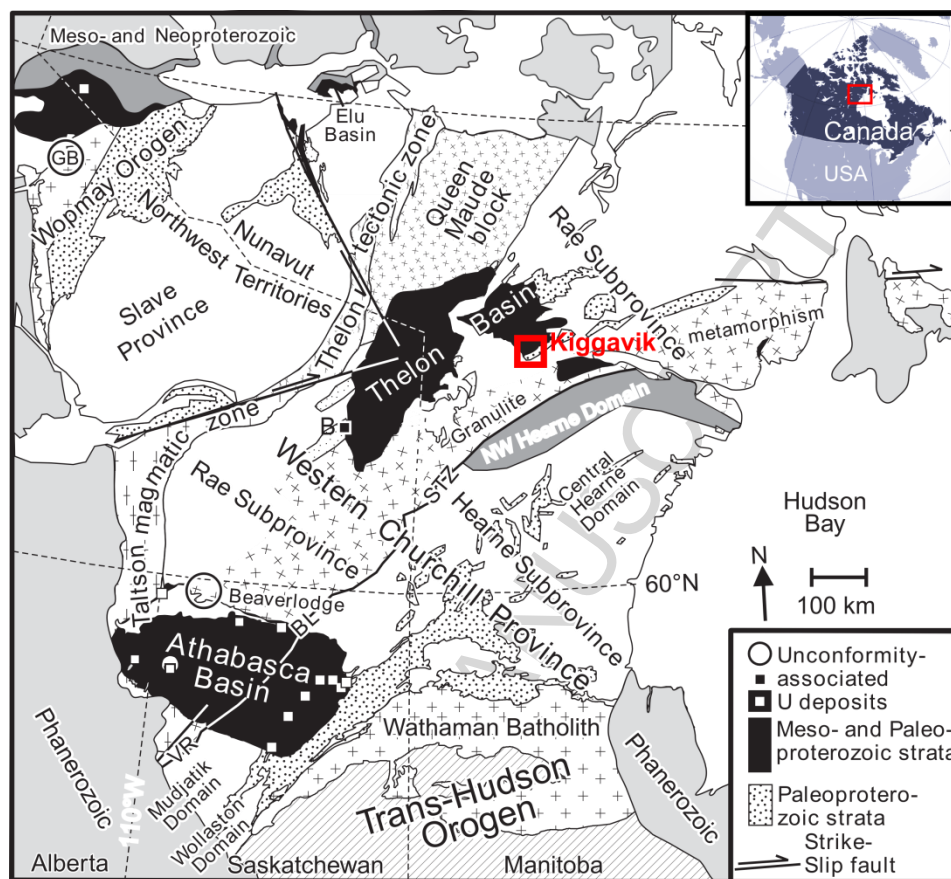 Meso- and Neoproterozoic
Canada
USA
Elu
Basin
GB
Wopmay Orogen
Northwest Territories
Nunavut
Slave
Province
Thelon tectonic zone
Queen
Maude
block
Rae Subprovince
metamorphism
Basin
Kiggavik
Thelon
Granulite
NW Hearne Domain
B
Taltson magmatic zone
Western Churchill Province
Rae Subprovince
STZ
Hearne Subprovince
Central
Hearne
Domain
Hudson
Bay
N
100 km
60°N
ANUSCRIPT
Beaverlodge
BL
Athabasca
Basin
VR
Mudjatik
Domain
Wollaston
Domain
Wathaman Batholith
Trans-Hudson
Orogen
Phanerozoic
Phanerozoic
110°W
Alberta
Saskatchewan
Manitoba
Unconformity-
associated
U deposits
Meso- and Paleo-
proterozoic strata
Paleoprotero-
zoic strata
Strike-
Slip fault